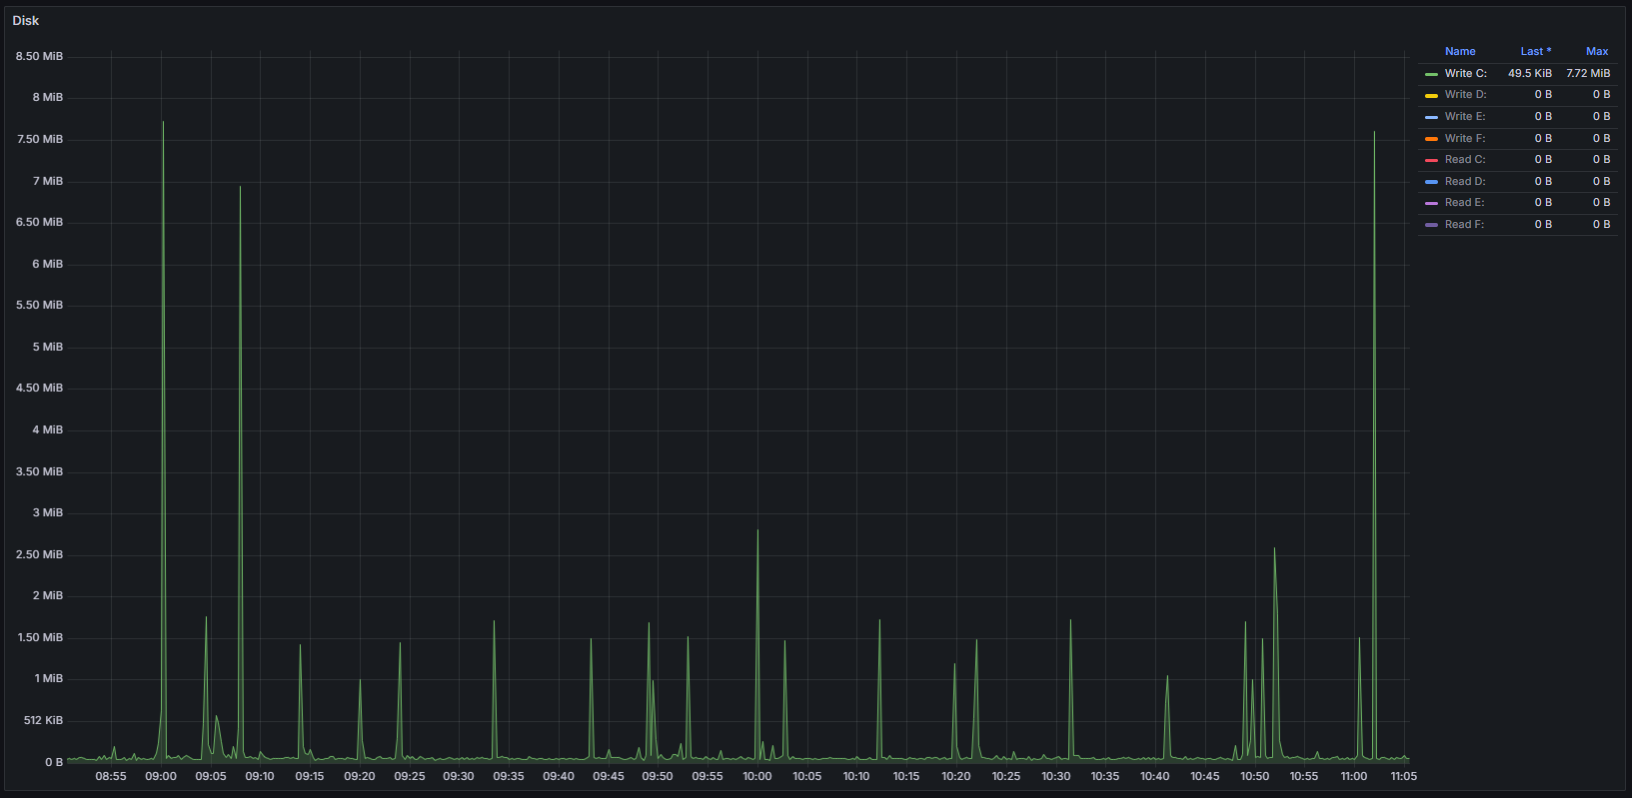 Disk
8.50 MiB
8 MiB
7.50 MiB
7 MiB
6.50 MiB
6 MiB
5.50 MiB
5 MiB
4.50 MiB
4 MiB
3.50 MiB
3 MiB
2.50 MiB
2 MiB
1.50 MiB
1 MiB
512 KiB
0 B
08:55 09:00 09:05 09:10 09:15 09:20 09:25 09:30 09:35 09:40 09:45 09:50 09:55 10:00 10:05 10:10 10:15 10:20 10:25 10:30 10:35 10:40 10:45 10:50 10:55 11:00 11:05
Name Last * Max
Write C: 49.5 KiB 7.72 MiB
Write D: 0 B 0 B
Write E: 0 B 0 B
Write F: 0 B 0 B
Read C: 0 B 0 B
Read D: 0 B 0 B
Read E: 0 B 0 B
Read F: 0 B 0 B